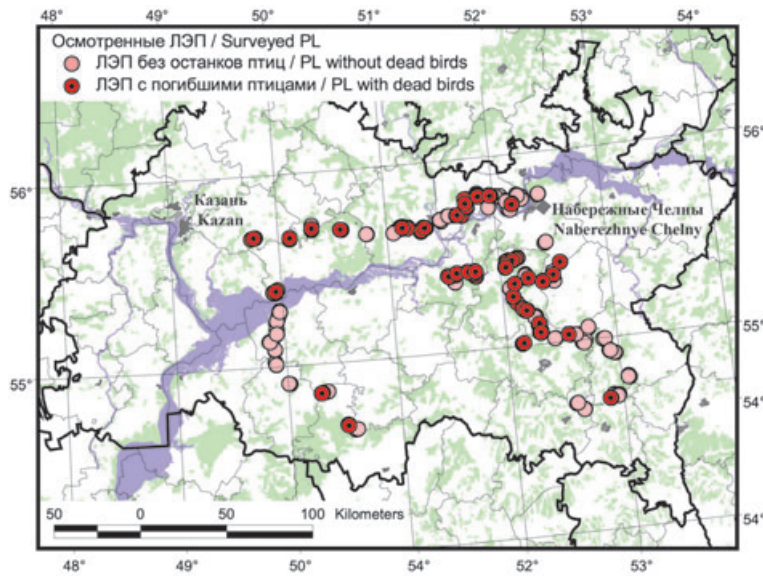 48° 49° 50° 51° 52° 53° 54°
Осмотренные ЛЭП / Surveyed PL
ЛЭП без останков птиц / PL without dead birds
ЛЭП с погибшими птицами / PL with dead birds
56°
56°
Казань
Kazan
Набережные Челны
Naberezhnye Chelny
55°
55°
54°
50 0 50 100 Kilometers
54°
48° 49° 50° 54° 52° 53°